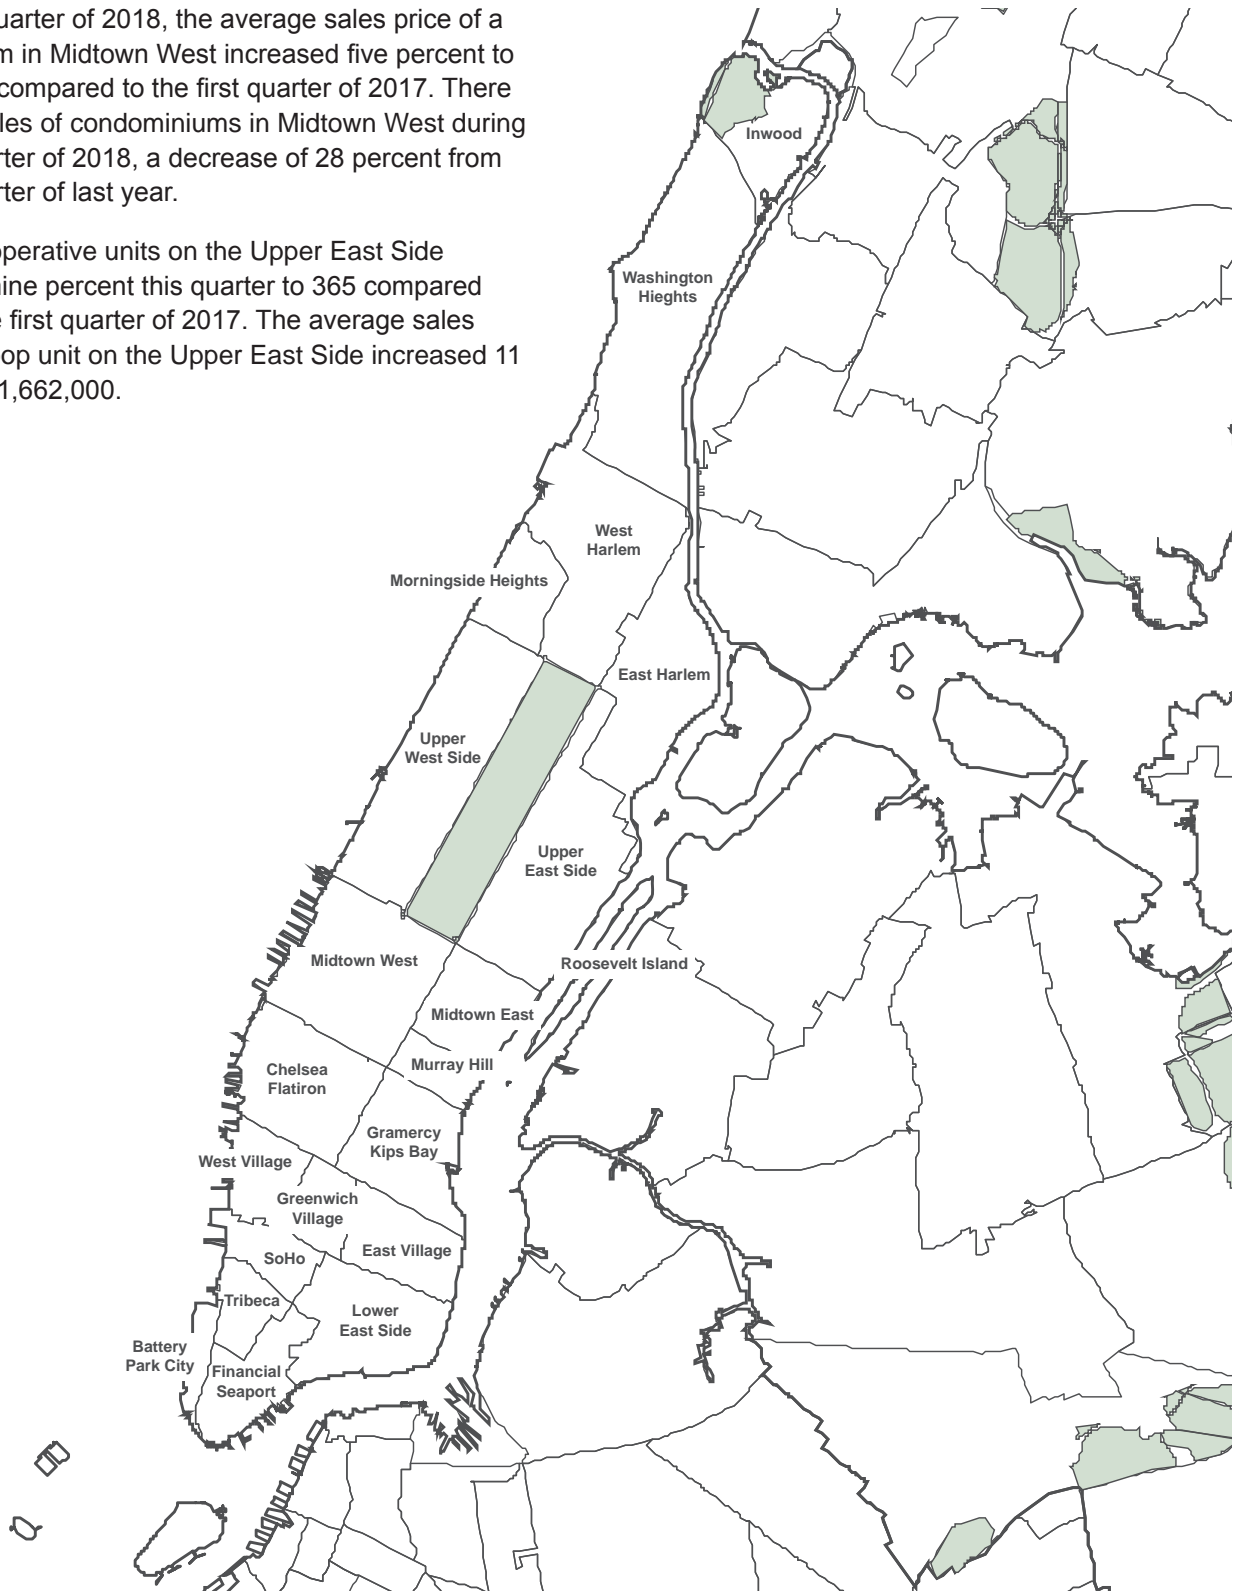 uarter of 2018, the average sales price of a
m in Midtown West increased five percent to
compared to the first quarter of 2017. There
les of condominiums in Midtown West during
rter of 2018, a decrease of 28 percent from
rter of last year.
operative units on the Upper East Side
nine percent this quarter to 365 compared
e first quarter of 2017. The average sales
oop unit on the Upper East Side increased 11
1,662,000.
Inwood
Washington
Hieghts
West
Harlem
Morningside Heights
East Harlem
Upper
West Side
Upper
East Side
Midtown West
Roosevelt Island
Midtown East
Murray Hill
Chelsea
Flatiron
Gramercy
Kips Bay
West Village
Greenwich
Village
East Village
SoHo
Tribeca
Lower
East Side
Battery
Park City
Financial
Seaport